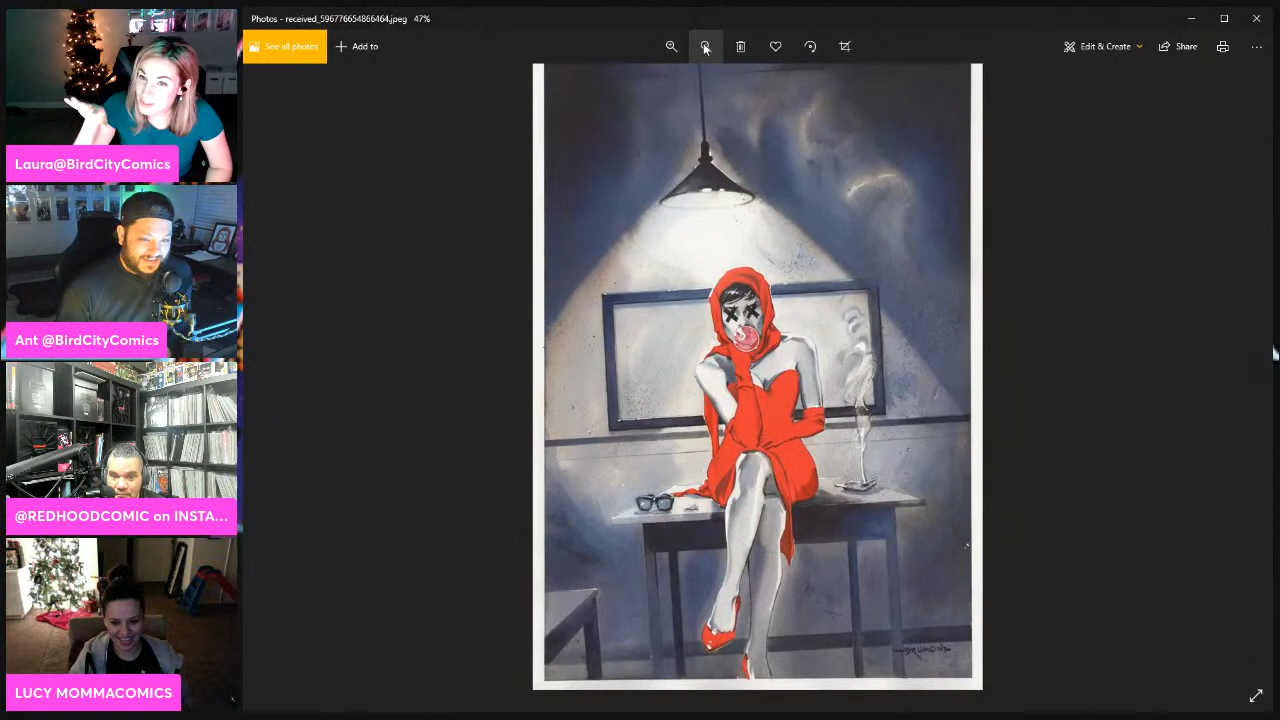 Photos - received_596776654866464.jpeg 47%
See all photos
Add to
Edit & Create
Share
Laura@BirdCityComics
Ant @BirdCityComics
@REDHOODCOMIC on INSTA...
LUCY MOMMACOMICS
DRUMOND